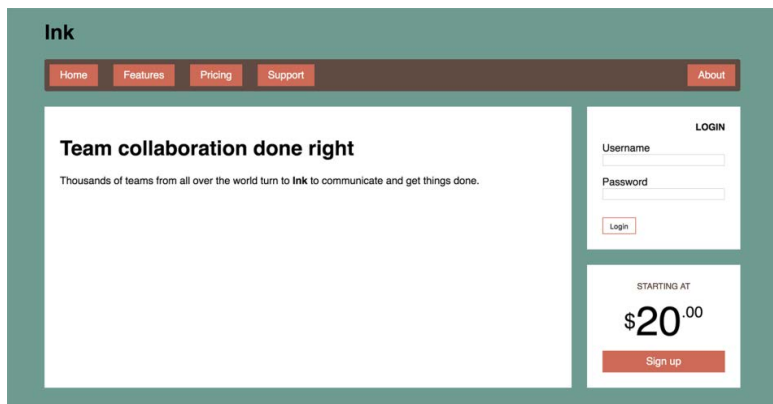 Ink
Home Features Pricing Support About
Team collaboration done right
Thousands of teams from all over the world turn to Ink to communicate and get things done.
LOGIN
Username
Password
Login
STARTING AT
$20.00
Sign up